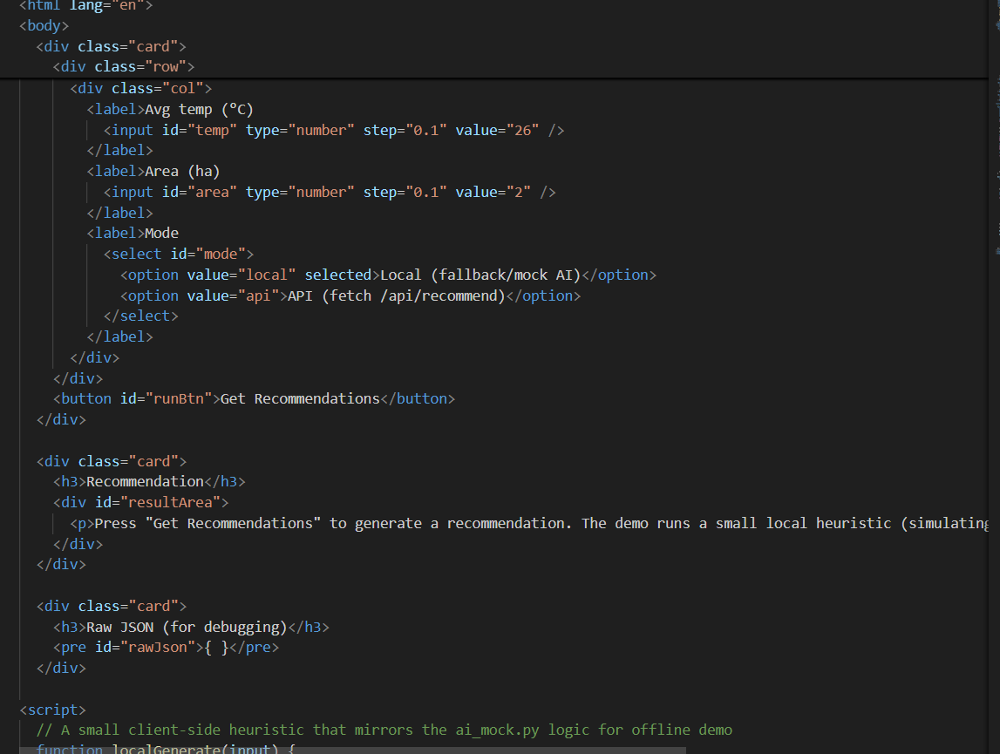 <html lang="en">
<body>
<div class="card">
<div class="row">
<div class="col">
<label>Avg temp (°C)
<input id="temp" type="number" step="0.1" value="26" />
</label>
<label>Area (ha)
<input id="area" type="number" step="0.1" value="2" />
</label>
<label>Mode
<select id="mode">
<option value="local" selected>Local (fallback/mock AI)</option>
<option value="api">API (fetch /api/recommend)</option>
</select>
</label>
</div>
</div>
<button id="runBtn">Get Recommendations</button>
</div>
<div class="card">
<h3>Recommendation</h3>
<div id="resultArea">
<p>Press "Get Recommendations" to generate a recommendation. The demo runs a small local heuristic (simulating
</div>
</div>
<div class="card">
<h3>Raw JSON (for debugging)</h3>
<pre id="rawJson">{ }</pre>
</div>
<script>
// A small client-side heuristic that mirrors the ai_mock.py logic for offline demo
function localGenerate(input) {